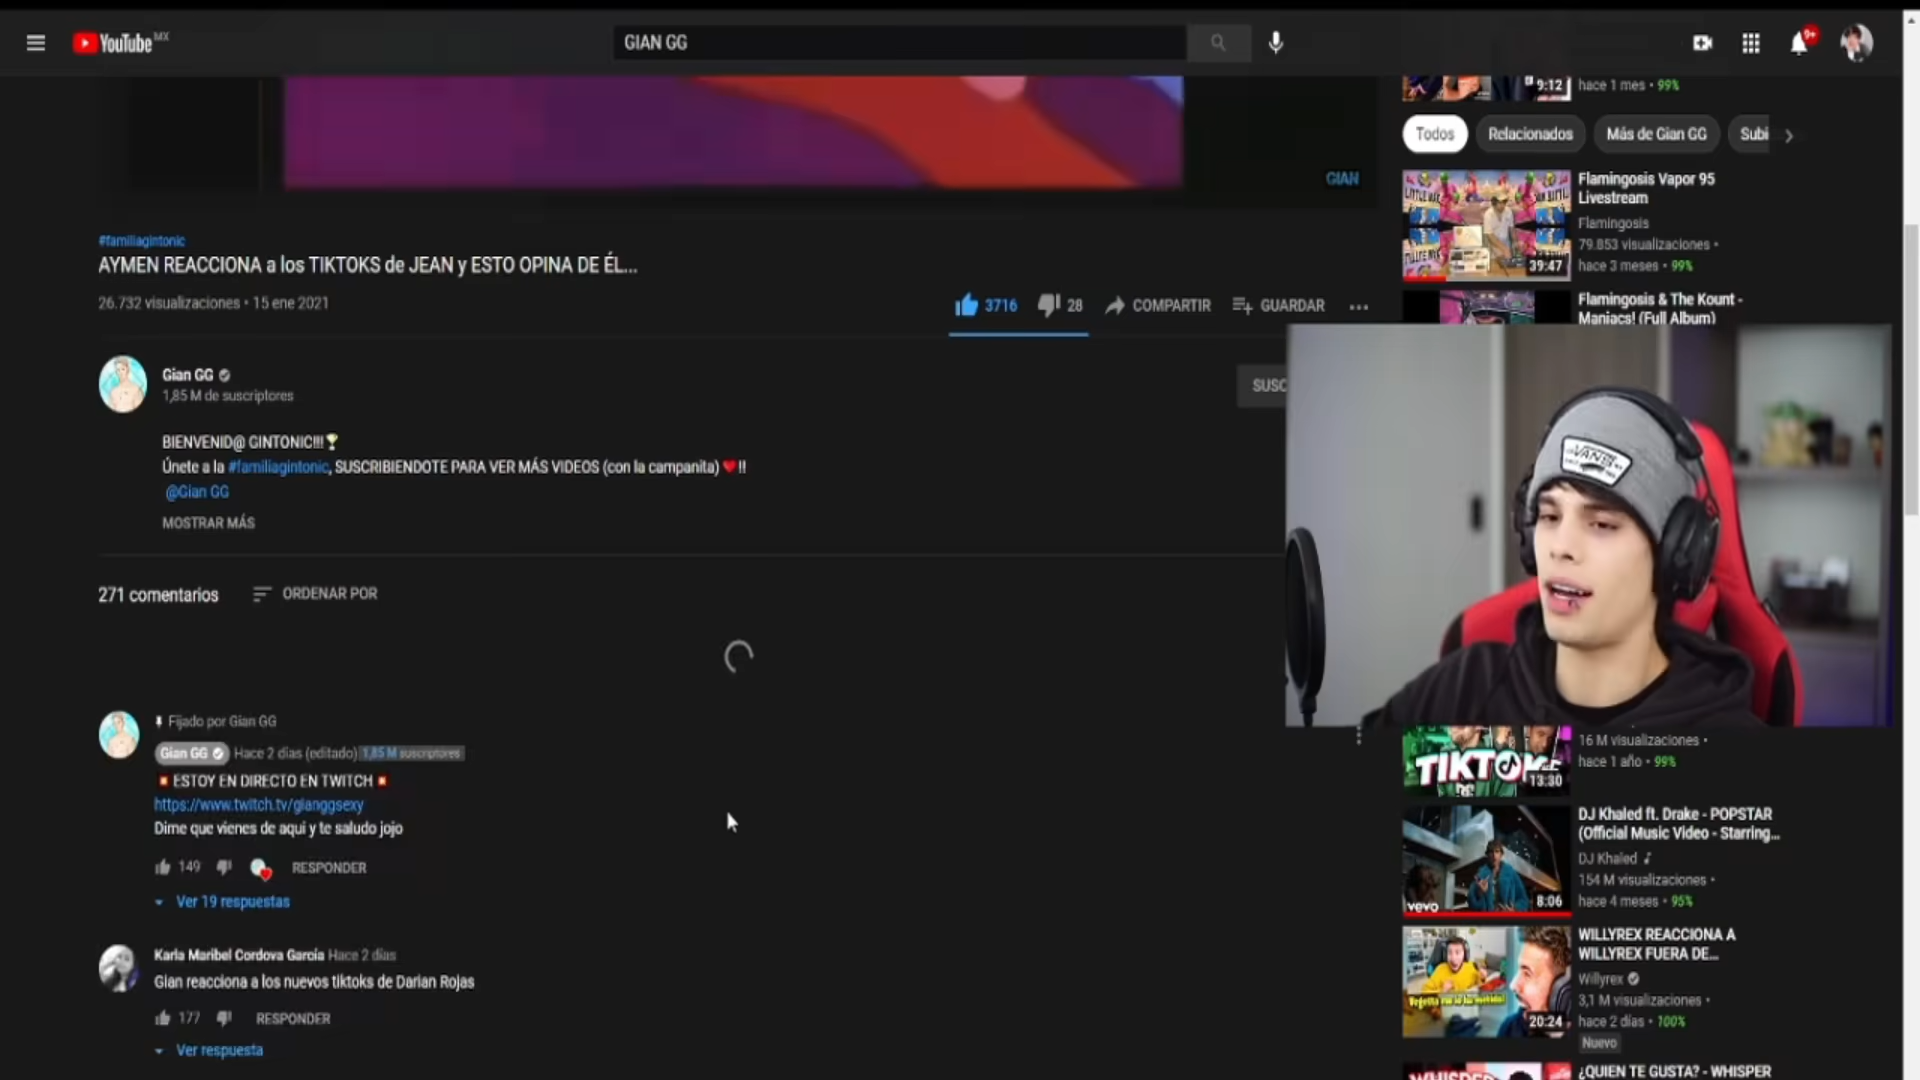 YouTube MX
GIAN GG
9+
GIAN
#familiagintonic
AYMEN REACCIONA a los TIKTOKS de JEAN y ESTO OPINA DE ÉL...
26.732 visualizaciones • 15 ene 2021
3716
28
COMPARTIR
GUARDAR
Gian GG
1,85 M de suscriptores
SUSC
BIENVENID@ GINTONIC!!!
Únete a la #familiagintonic, SUSCRIBIENDOTE PARA VER MÁS VIDEOS (con la campanita) !!
@Gian GG
MOSTRAR MÁS
271 comentarios
ORDENAR POR
Fijado por Gian GG
Gian GG Hace 2 días (editado) 1,85 M suscriptores
ESTOY EN DIRECTO EN TWITCH
https://www.twitch.tv/gianggsexy
Dime que vienes de aqui y te saludo jojo
149
RESPONDER
Ver 19 respuestas
Karla Maribel Cordova García Hace 2 días
Gian reacciona a los nuevos tiktoks de Darian Rojas
177
RESPONDER
Ver respuesta
9:12
hace 1 mes • 99%
Todos
Relacionados
Más de Gian GG
Subi
39:47
Flamingosis Vapor 95
Livestream
Flamingosis
79.853 visualizaciones •
hace 3 meses • 99%
Flamingosis & The Kount -
Maniacs! (Full Album)
VANS
TIKTOK
13:30
16 M visualizaciones •
hace 1 año • 99%
vevo
8:06
DJ Khaled ft. Drake - POPSTAR
(Official Music Video - Starring...
DJ Khaled
154 M visualizaciones •
hace 4 meses • 95%
20:24
WILLYREX REACCIONA A
WILLYREX FUERA DE...
Willyrex
3,1 M visualizaciones •
hace 2 días • 100%
Nuevo
WHISPER
¿QUIEN TE GUSTA? - WHISPER